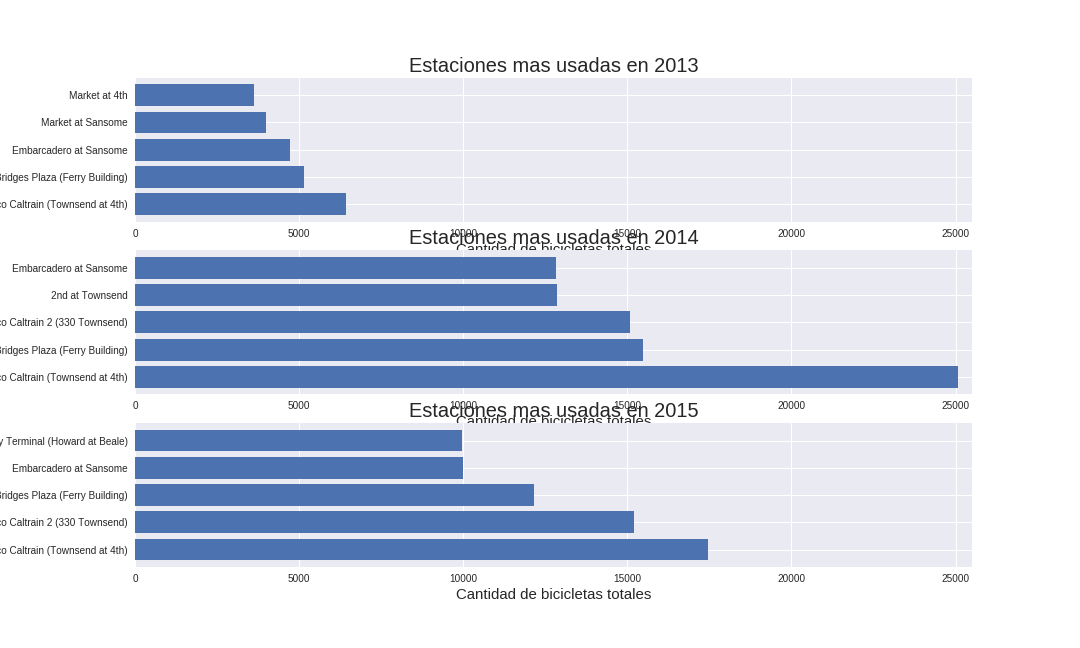 Estaciones mas usadas en 2013
Market at 4th
Market at Sansome
Embarcadero at Sansome
Bridges Plaza (Ferry Building)
co Caltrain (Townsend at 4th)
0 5000 10000 15000 20000 25000
Cantidad de bicicletas totales
Estaciones mas usadas en 2014
Embarcadero at Sansome
2nd at Townsend
co Caltrain 2 (330 Townsend)
Bridges Plaza (Ferry Building)
co Caltrain (Townsend at 4th)
0 5000 10000 15000 20000 25000
Cantidad de bicicletas totales
Estaciones mas usadas en 2015
y Terminal (Howard at Beale)
Embarcadero at Sansome
Bridges Plaza (Ferry Building)
co Caltrain 2 (330 Townsend)
co Caltrain (Townsend at 4th)
0 5000 10000 15000 20000 25000
Cantidad de bicicletas totales